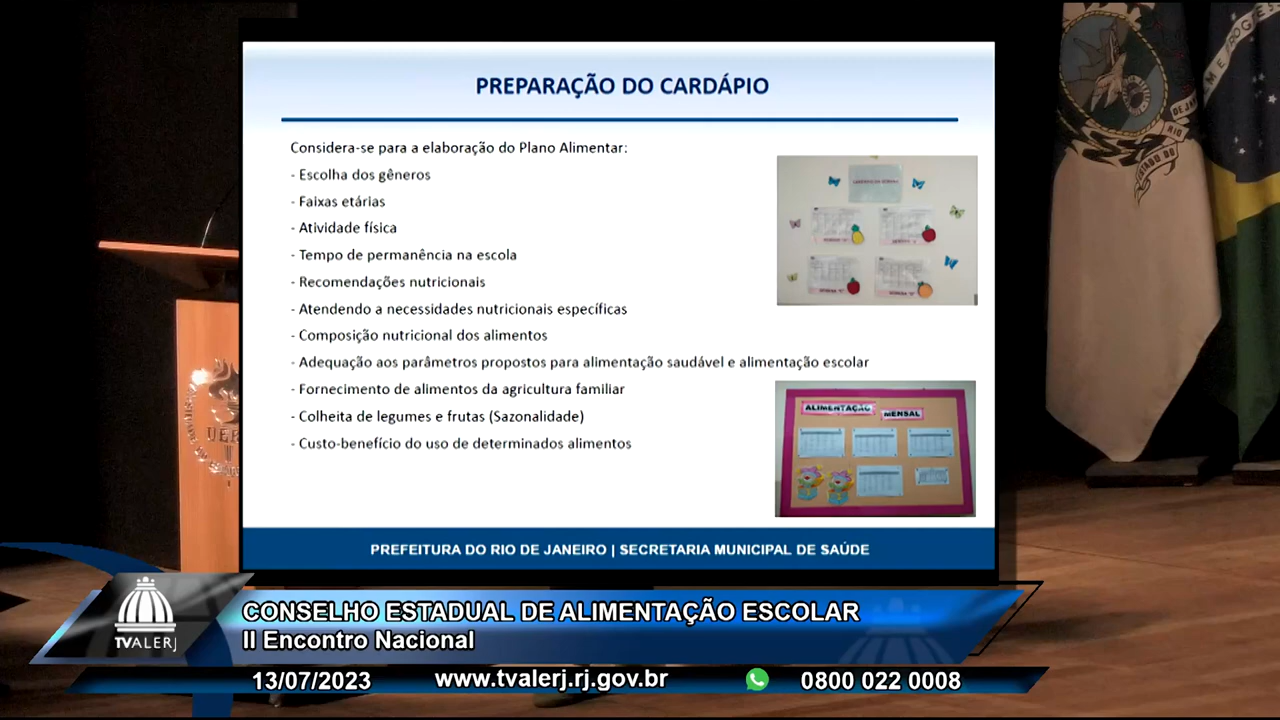 PREPARAÇÃO DO CARDÁPIO
Considera-se para a elaboração do Plano Alimentar:
- Escolha dos gêneros
- Faixas etárias
- Atividade física
- Tempo de permanência na escola
- Recomendações nutricionais
- Atendendo a necessidades nutricionais específicas
- Composição nutricional dos alimentos
- Adequação aos parâmetros propostos para alimentação saudável e alimentação escolar
- Fornecimento de alimentos da agricultura familiar
- Colheita de legumes e frutas (Sazonalidade)
- Custo-benefício do uso de determinados alimentos
ALIMENTAÇÃO
MENSAL
PREFEITURA DO RIO DE JANEIRO | SECRETARIA MUNICIPAL DE SAÚDE
UERJ
CONSELHO ESTADUAL DE ALIMENTAÇÃO ESCOLAR
II Encontro Nacional
TVALERJ
13/07/2023
www.tvalerj.rj.gov.br
0800 022 0008